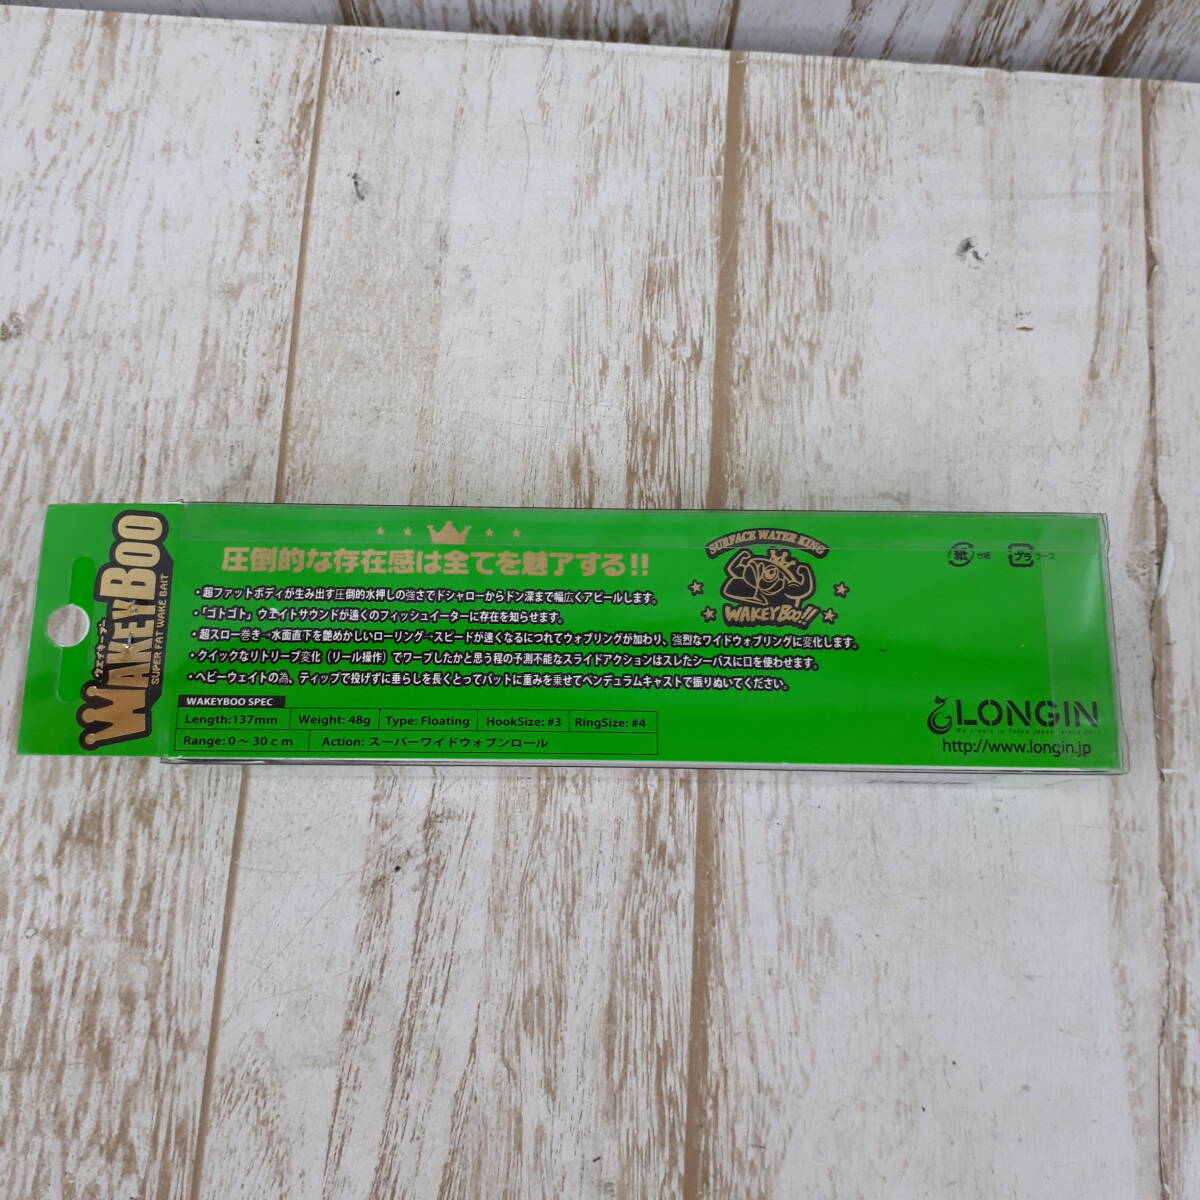 ウエイキーブー
WAKEYBOO
SUPER FAT WAKE BAIT
圧倒的な存在感は全てを魅了する!!
・超ファットボディが生み出す圧倒的水押しの強さでドシャローからドン深まで幅広くアピールします。
・「ゴトゴト」ウェイトサウンドが遠くのフィッシュイーターに存在を知らせます。
・超スロー巻き→水面直下を艶めかしいローリング→スピードが速くなるにつれてウォブリングが加わり、強烈なワイドウォブリングに変化します。
・クイックなリトリーブ変化（リール操作）でワープしたかと思う程の予測不能なスライドアクションはスレたシーバスに口を使わせます。
・ヘビーウェイトの為、ティップで投げずに垂らしを長くとってバットに重みを乗せてペンデュラムキャストで振りぬいてください。
WAKEYBOO SPEC
Length:137mm Weight: 48g Type: Floating HookSize: #3 RingSize: #4
Range: 0～30ｃｍ Action: スーパーワイドウォブンロール
SURFACE WATER KING
WAKEYBOO!!
紙 台紙
プラ ケース
LONGIN
We create in Tokyo Japan since 2011
http://www.longin.jp